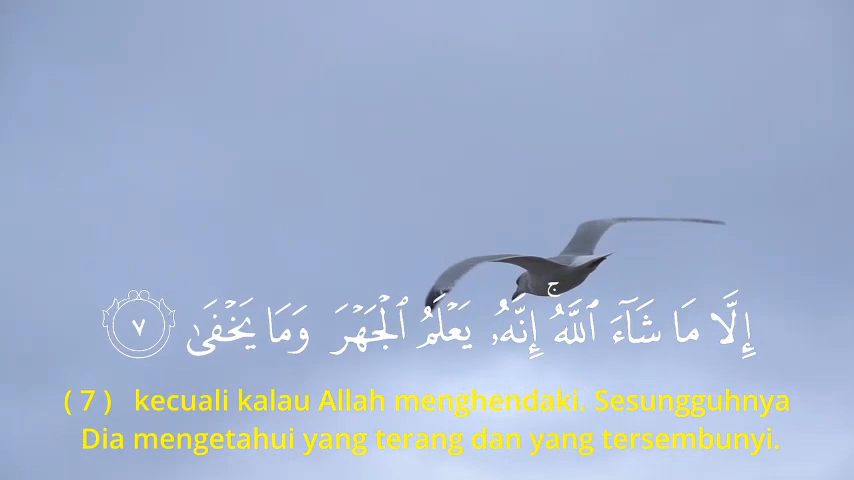 إِلَّا مَا شَآءَ ٱللَّهُ ۚ إِنَّهُۥ يَعْلَمُ ٱلْجَهْرَ وَمَا يَخْفَىٰ ٧
( 7 ) kecuali kalau Allah menghendaki. Sesungguhnya
Dia mengetahui yang terang dan yang tersembunyi.